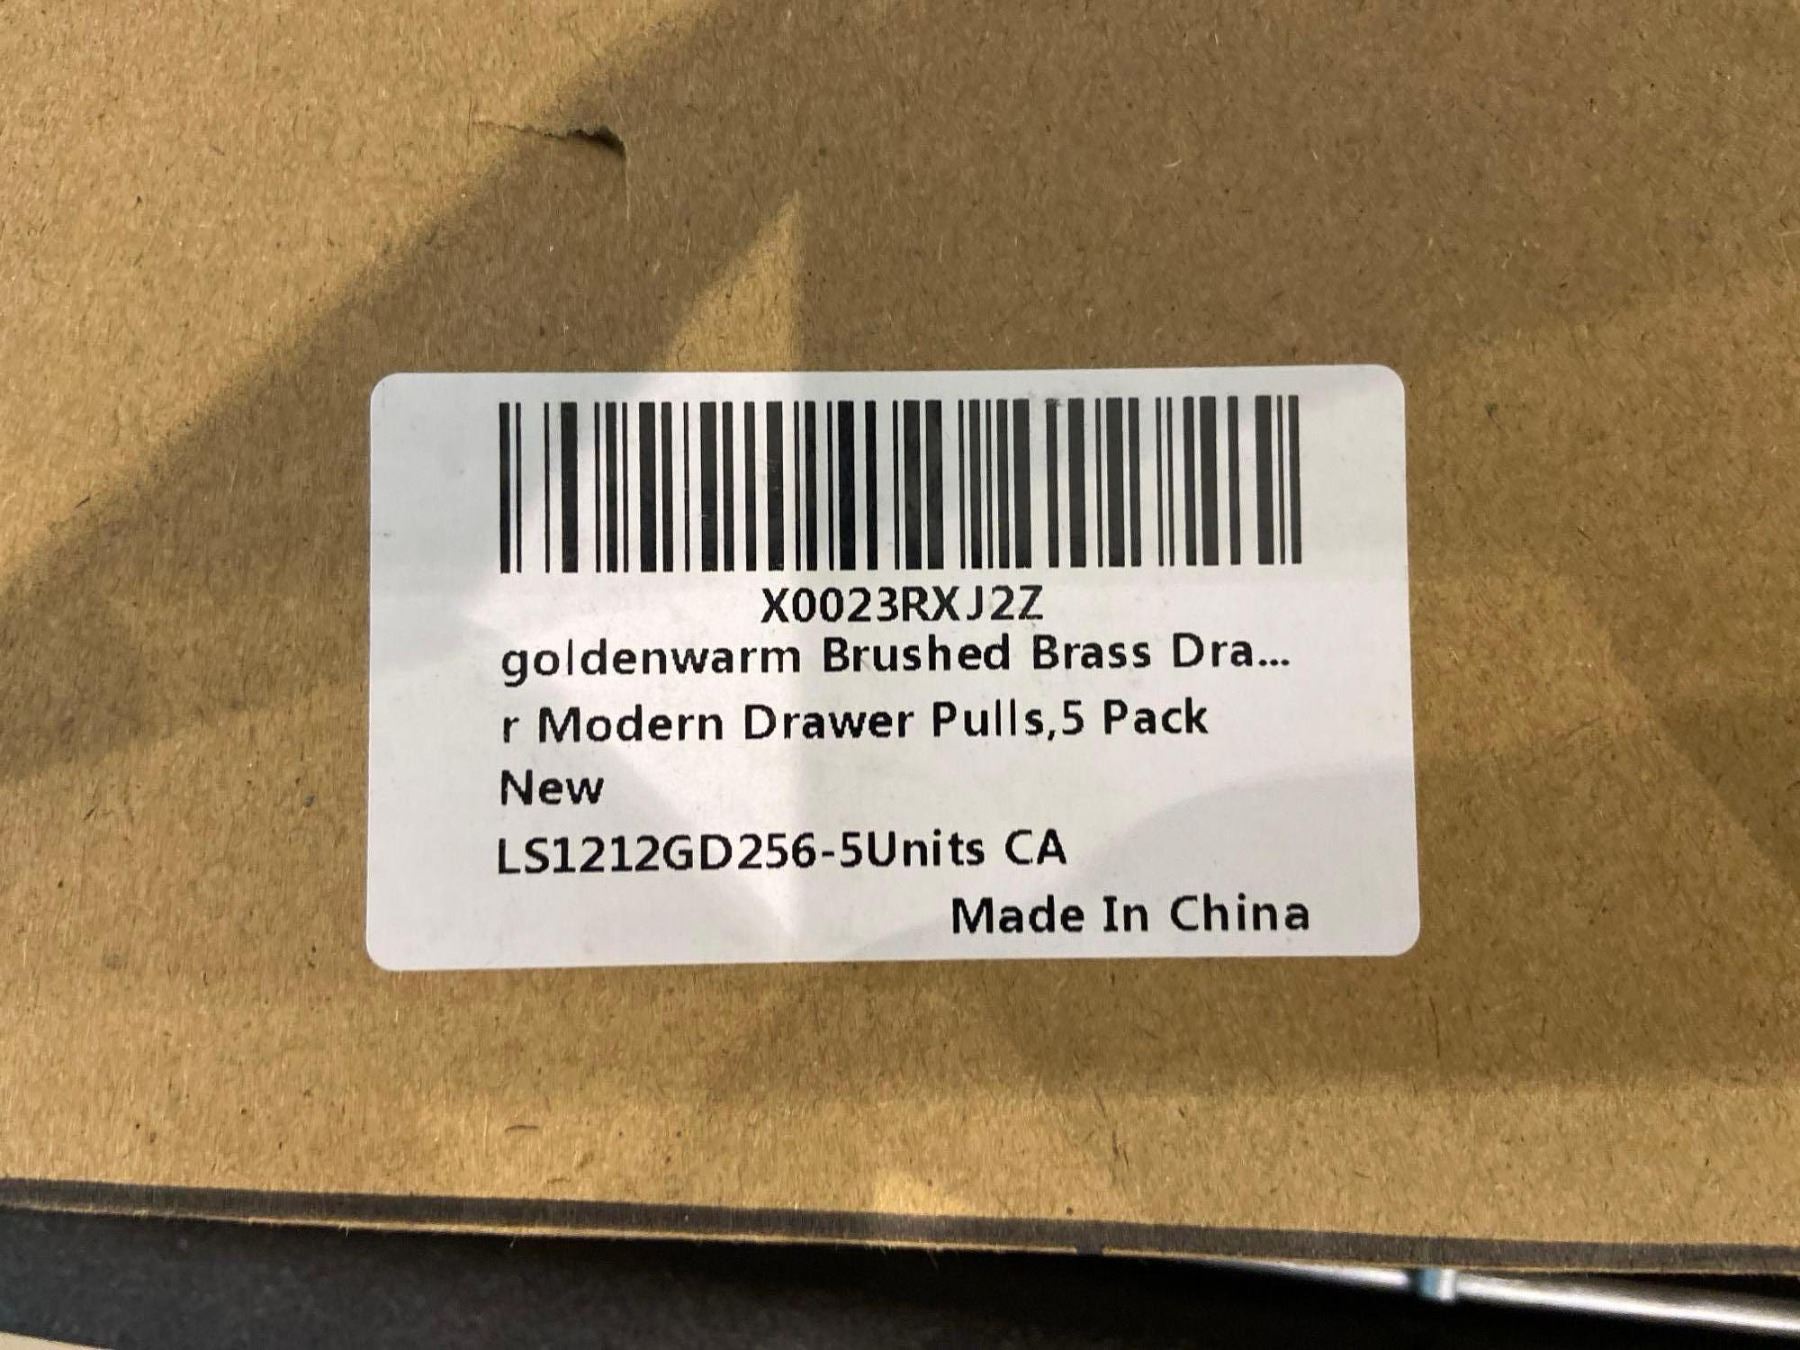 X0023RXJ2Z
goldenwarm Brushed Brass Dra...
r Modern Drawer Pulls,5 Pack
New
LS1212GD256-5Units CA
Made In China